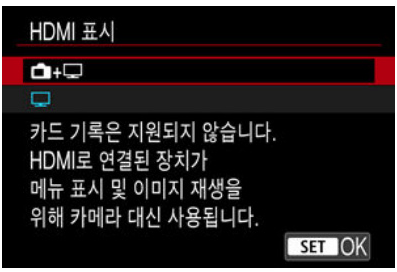 HDMI 표시
+
카드 기록은 지원되지 않습니다.
HDMI로 연결된 장치가
메뉴 표시 및 이미지 재생을
위해 카메라 대신 사용됩니다.
SET OK